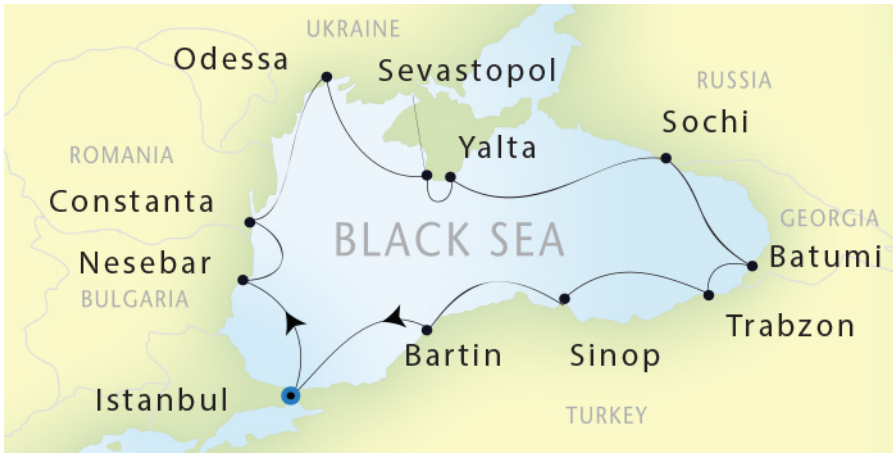 UKRAINE
Odessa
Sevastopol
RUSSIA
Sochi
Yalta
ROMANIA
Constanta
GEORGIA
BLACK SEA
Batumi
Nesebar
BULGARIA
Trabzon
Bartin
Sinop
Istanbul
TURKEY